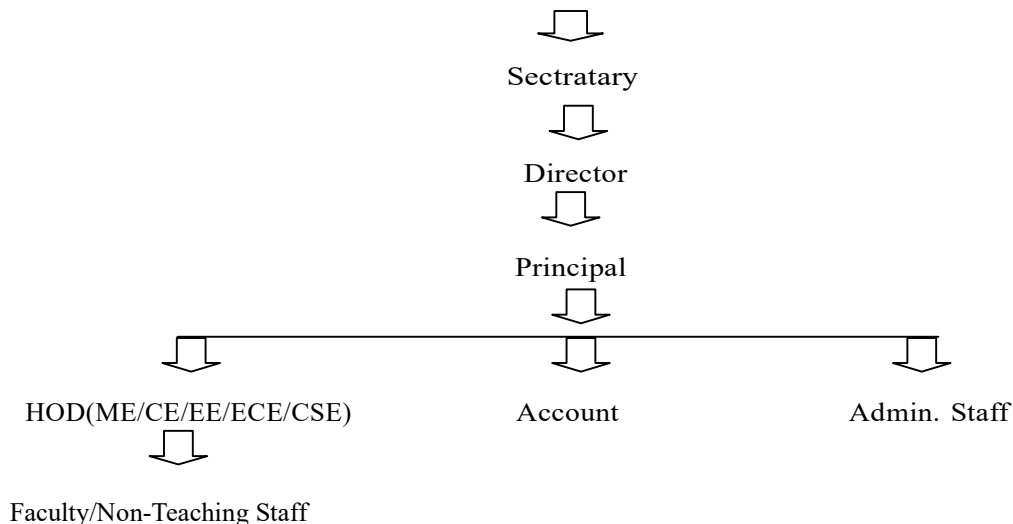 Sectratary
Director
Principal
HOD(ME/CE/EE/ECE/CSE) Account Admin. Staff
Faculty/Non-Teaching Staff